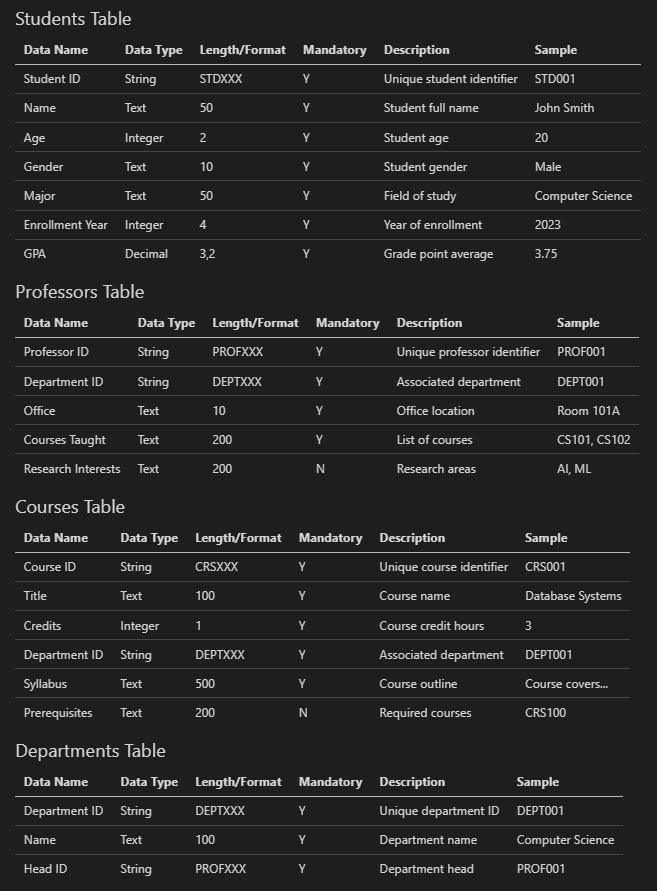 Students Table
Data Name Data Type Length/Format Mandatory Description Sample
Student ID String STDXXX Y Unique student identifier STD001
Name Text 50 Y Student full name John Smith
Age Integer 2 Y Student age 20
Gender Text 10 Y Student gender Male
Major Text 50 Y Field of study Computer Science
Enrollment Year Integer 4 Y Year of enrollment 2023
GPA Decimal 3,2 Y Grade point average 3.75
Professors Table
Data Name Data Type Length/Format Mandatory Description Sample
Professor ID String PROFXXX Y Unique professor identifier PROF001
Department ID String DEPTXXX Y Associated department DEPT001
Office Text 10 Y Office location Room 101A
Courses Taught Text 200 Y List of courses CS101, CS102
Research Interests Text 200 N Research areas AI, ML
Courses Table
Data Name Data Type Length/Format Mandatory Description Sample
Course ID String CRSXXX Y Unique course identifier CRS001
Title Text 100 Y Course name Database Systems
Credits Integer 1 Y Course credit hours 3
Department ID String DEPTXXX Y Associated department DEPT001
Syllabus Text 500 Y Course outline Course covers...
Prerequisites Text 200 N Required courses CRS100
Departments Table
Data Name Data Type Length/Format Mandatory Description Sample
Department ID String DEPTXXX Y Unique department ID DEPT001
Name Text 100 Y Department name Computer Science
Head ID String PROFXXX Y Department head PROF001